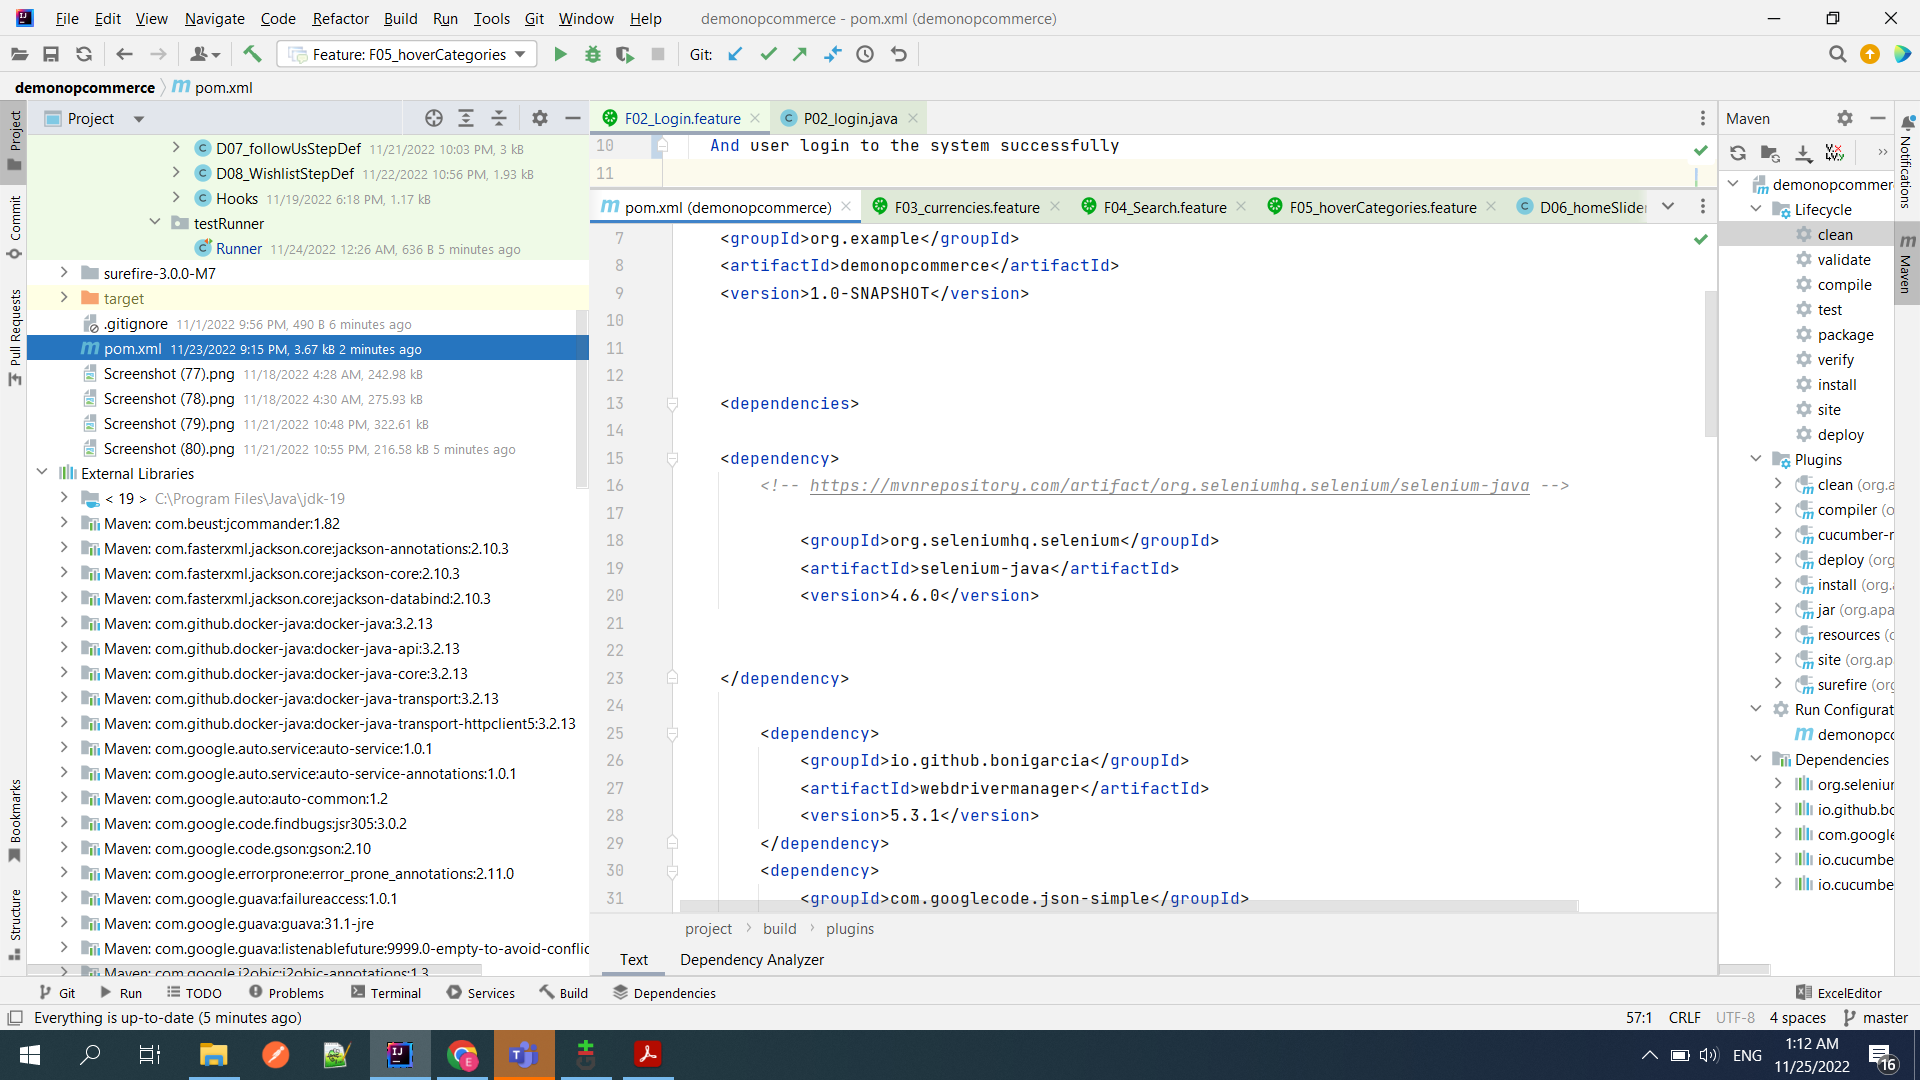 File Edit View Navigate Code Refactor Build Run Tools Git Window Help demonopcommerce - pom.xml (demonopcommerce)
Feature: F05_hoverCategories Git:
demonopcommerce pom.xml
Project
D07_followUsStepDef 11/21/2022 10:03 PM, 3 kB
D08_WishlistStepDef 11/22/2022 10:56 PM, 1.93 kB
Hooks 11/19/2022 6:18 PM, 1.17 kB
testRunner
Runner 11/24/2022 12:26 AM, 636 B 5 minutes ago
surefire-3.0.0-M7
target
.gitignore 11/1/2022 9:56 PM, 490 B 6 minutes ago
pom.xml 11/23/2022 9:15 PM, 3.67 kB 2 minutes ago
Screenshot (77).png 11/18/2022 4:28 AM, 242.98 kB
Screenshot (78).png 11/18/2022 4:30 AM, 275.93 kB
Screenshot (79).png 11/21/2022 10:48 PM, 322.61 kB
Screenshot (80).png 11/21/2022 10:55 PM, 216.58 kB 5 minutes ago
External Libraries
< 19 > C:\Program Files\Java\jdk-19
Maven: com.beust:jcommander:1.82
Maven: com.fasterxml.jackson.core:jackson-annotations:2.10.3
Maven: com.fasterxml.jackson.core:jackson-core:2.10.3
Maven: com.fasterxml.jackson.core:jackson-databind:2.10.3
Maven: com.github.docker-java:docker-java:3.2.13
Maven: com.github.docker-java:docker-java-api:3.2.13
Maven: com.github.docker-java:docker-java-core:3.2.13
Maven: com.github.docker-java:docker-java-transport:3.2.13
Maven: com.github.docker-java:docker-java-transport-httpclient5:3.2.13
Maven: com.google.auto.service:auto-service:1.0.1
Maven: com.google.auto.service:auto-service-annotations:1.0.1
Maven: com.google.auto:auto-common:1.2
Maven: com.google.code.findbugs:jsr305:3.0.2
Maven: com.google.code.gson:gson:2.10
Maven: com.google.errorprone:error_prone_annotations:2.11.0
Maven: com.google.guava:failureaccess:1.0.1
Maven: com.google.guava:guava:31.1-jre
Maven: com.google.guava:listenablefuture:9999.0-empty-to-avoid-conflic
Maven: com.google.j2objc:j2objc-annotations:1.3
Project
Commit
Pull Requests
Bookmarks
Structure
F02_Login.feature P02_login.java
10 And user login to the system successfully
11
pom.xml (demonopcommerce) F03_currencies.feature F04_Search.feature F05_hoverCategories.feature D06_homeSlider
7 <groupId>org.example</groupId>
8 <artifactId>demonopcommerce</artifactId>
9 <version>1.0-SNAPSHOT</version>
10
11
12
13 <dependencies>
14
15 <dependency>
16 <!-- https://mvnrepository.com/artifact/org.seleniumhq.selenium/selenium-java -->
17
18 <groupId>org.seleniumhq.selenium</groupId>
19 <artifactId>selenium-java</artifactId>
20 <version>4.6.0</version>
21
22
23 </dependency>
24
25 <dependency>
26 <groupId>io.github.bonigarcia</groupId>
27 <artifactId>webdrivermanager</artifactId>
28 <version>5.3.1</version>
29 </dependency>
30 <dependency>
31 <groupId>com.googlecode.json-simple</groupId>
project build plugins
Text Dependency Analyzer
Maven
demonopcommer
Lifecycle
clean
validate
compile
test
package
verify
install
site
deploy
Plugins
clean (org.a
compiler (o
cucumber-r
deploy (org
install (org.
jar (org.apa
resources (
site (org.ap
surefire (org
Run Configurat
demonopc
Dependencies
org.seleniur
io.github.bo
com.google
io.cucumbe
io.cucumbe
Notifications
Maven
Git Run TODO Problems Terminal Services Build Dependencies ExcelEditor
Everything is up-to-date (5 minutes ago) 57:1 CRLF UTF-8 4 spaces master
ENG 1:12 AM
11/25/2022 16